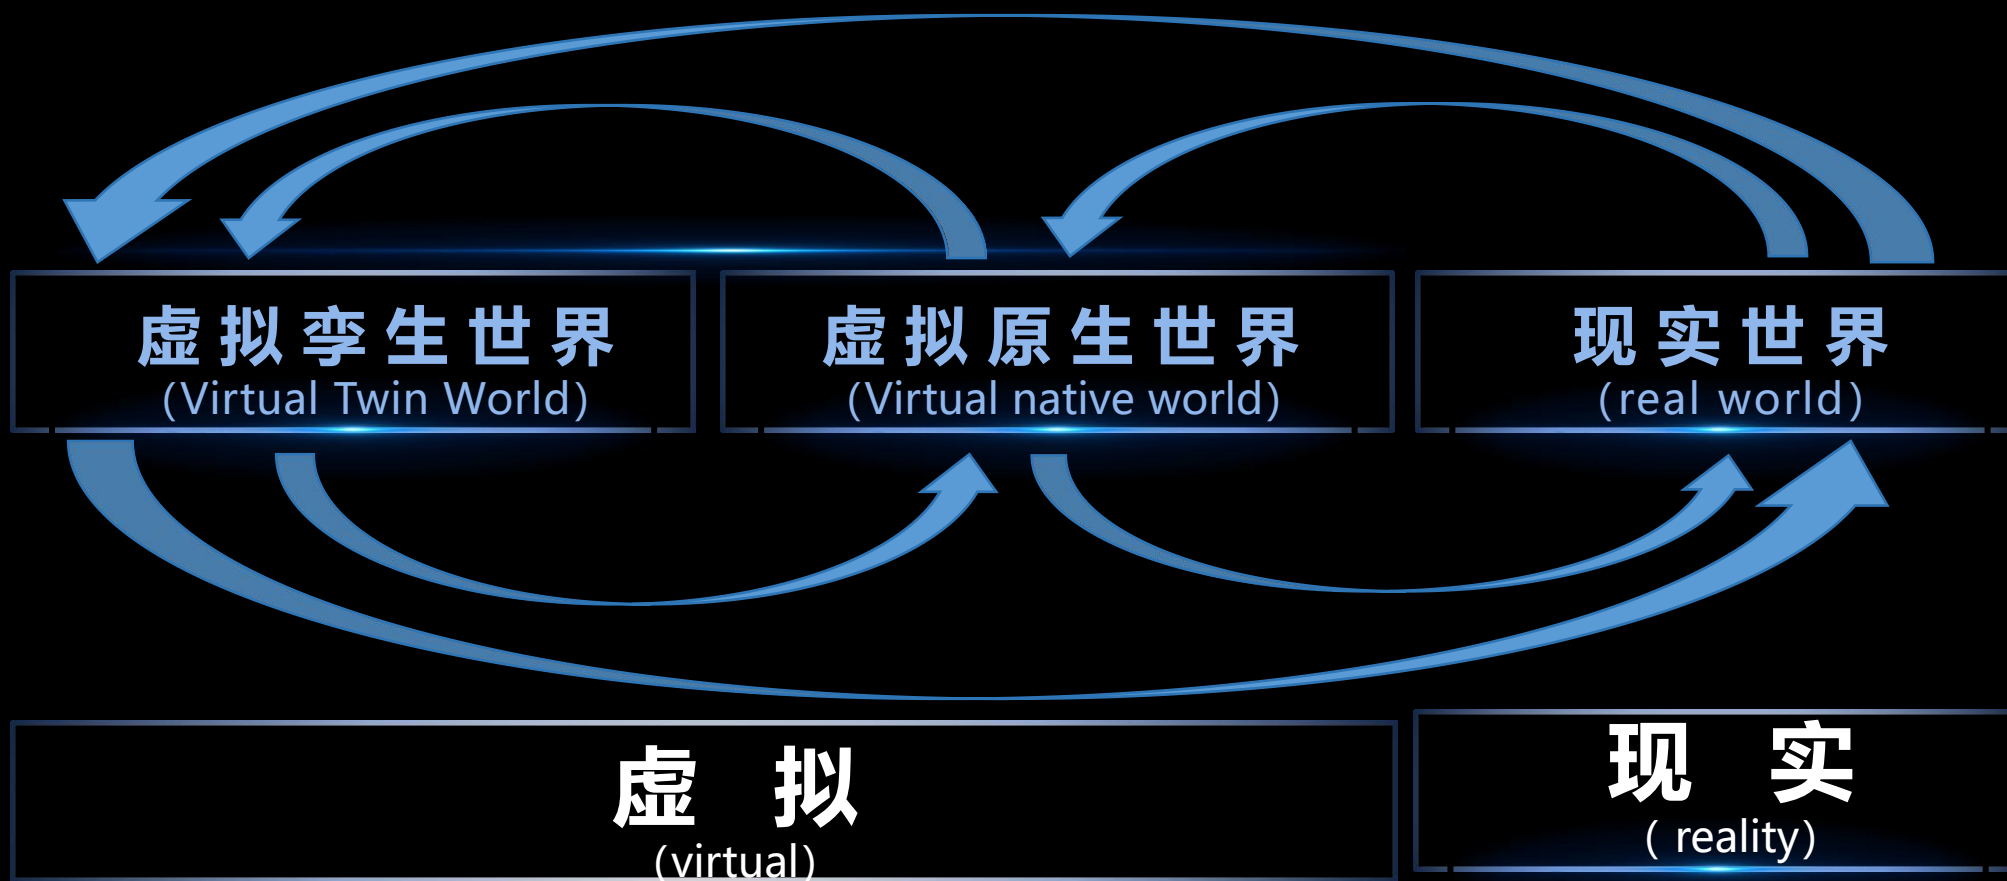 虚拟孪生世界
(Virtual Twin World)
虚拟原生世界
(Virtual native world)
现实世界
(real world)
虚 拟
(virtual)
现 实
( reality)